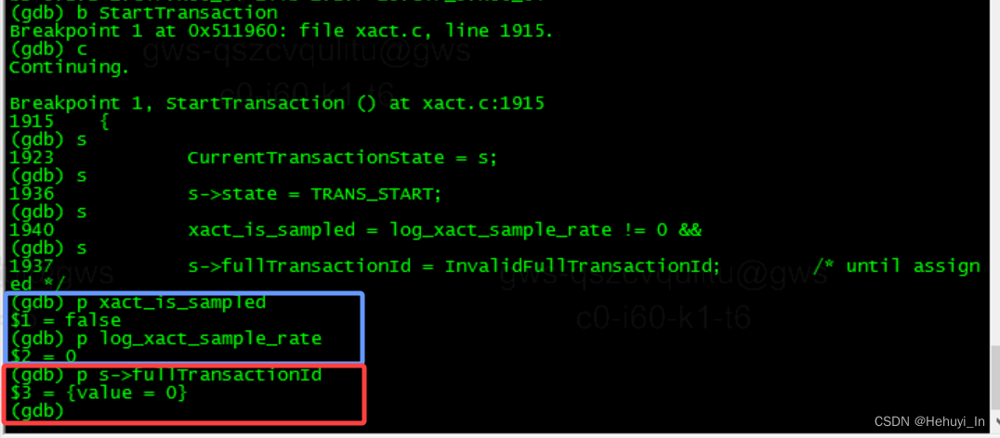 (gdb) b StartTransaction
Breakpoint 1 at 0x511960: file xact.c, line 1915.
(gdb) c
Continuing.
Breakpoint 1, StartTransaction () at xact.c:1915
1915 {
(gdb) s
1923 CurrentTransactionState = s;
(gdb) s
1936 s->state = TRANS_START;
(gdb) s
1940 xact_is_sampled = log_xact_sample_rate != 0 &&
(gdb) s
1937 s->fullTransactionId = InvalidFullTransactionId; /* until assign
ed */
(gdb) p xact_is_sampled
$1 = false
(gdb) p log_xact_sample_rate
$2 = 0
(gdb) p s->fullTransactionId
$3 = {value = 0}
(gdb)
CSDN @Hehuyi_In